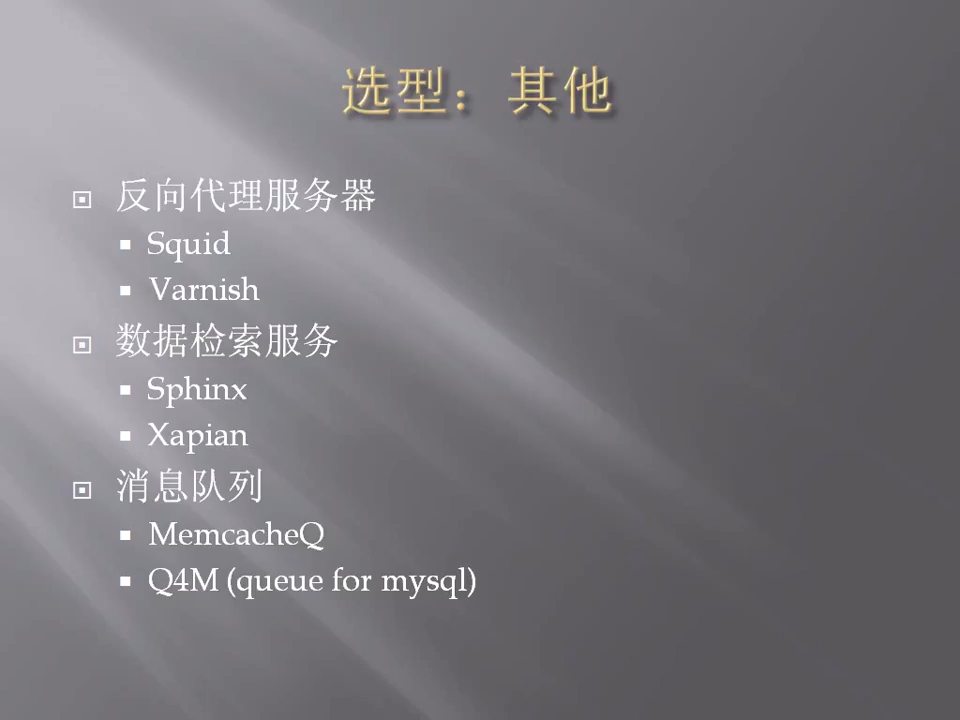 选型：其他
反向代理服务器
Squid
Varnish
数据检索服务
Sphinx
Xapian
消息队列
MemcacheQ
Q4M (queue for mysql)